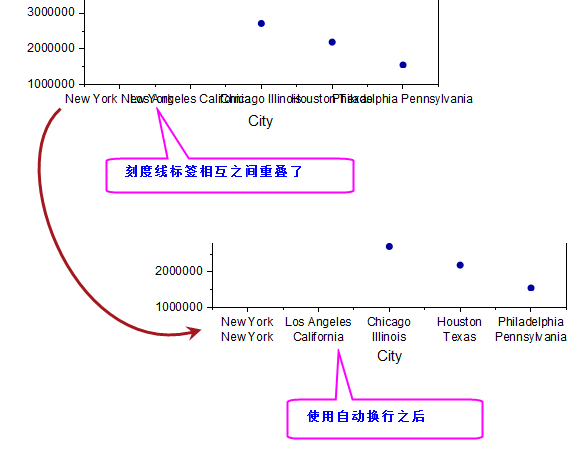 3000000
2000000
1000000
New York New York Los Angeles California Chicago Illinois Houston Texas Philadelphia Pennsylvania
City
刻度线标签相互之间重叠了
2000000
1000000
New York Los Angeles Chicago Houston Philadelphia
New York California Illinois Texas Pennsylvania
City
使用自动换行之后